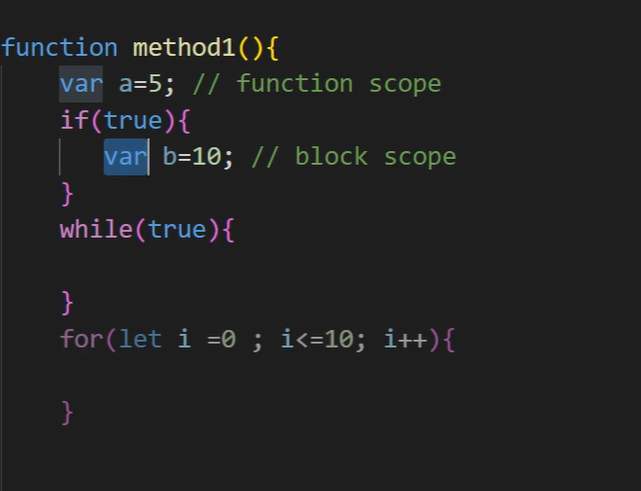 function method1(){
var a=5; // function scope
if(true){
var b=10; // block scope
}
while(true){
}
for(let i =0 ; i<=10; i++){
}